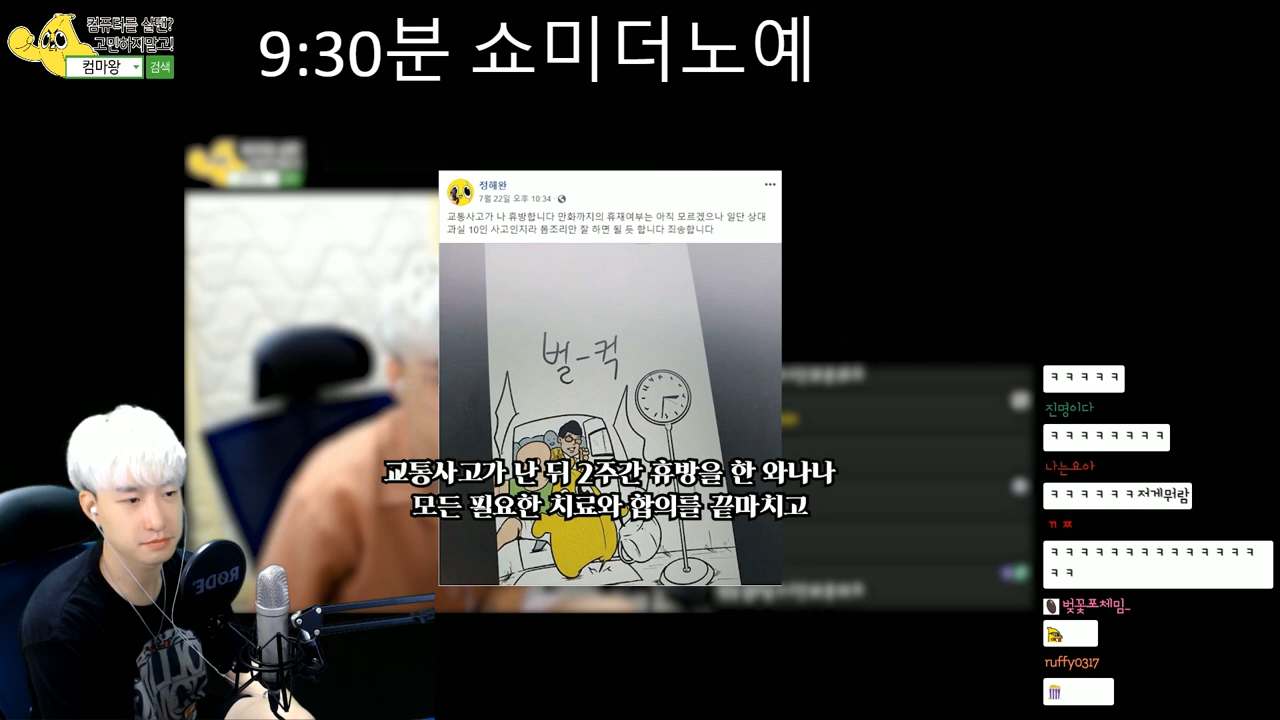 컴퓨터를 살땐?
고민하지말고!
컴마왕
검색
9:30분 쇼미더노예
정해완
7월 22일 오후 10:34
교통사고가 나 휴방합니다 만화까지의 휴재여부는 아직 모르겠으나 일단 상대
과실 10인 사고인지라 몸조리만 잘 하면 될 듯 합니다 죄송합니다
벌-컥
교통사고가 난 뒤 2주간 휴방을 한 와나나
모든 필요한 치료와 합의를 끝마치고
RØDE
ㅋㅋㅋㅋㅋ
진명이다
ㅋㅋㅋㅋㅋㅋㅋㅋ
나는요아
ㅋㅋㅋㅋㅋㅋ저게뭐람
ㄲㅉ
ㅋㅋㅋㅋㅋㅋㅋㅋㅋㅋㅋㅋㅋㅋ
ㅋㅋ
벚꽃포체밈_
ruffy0317